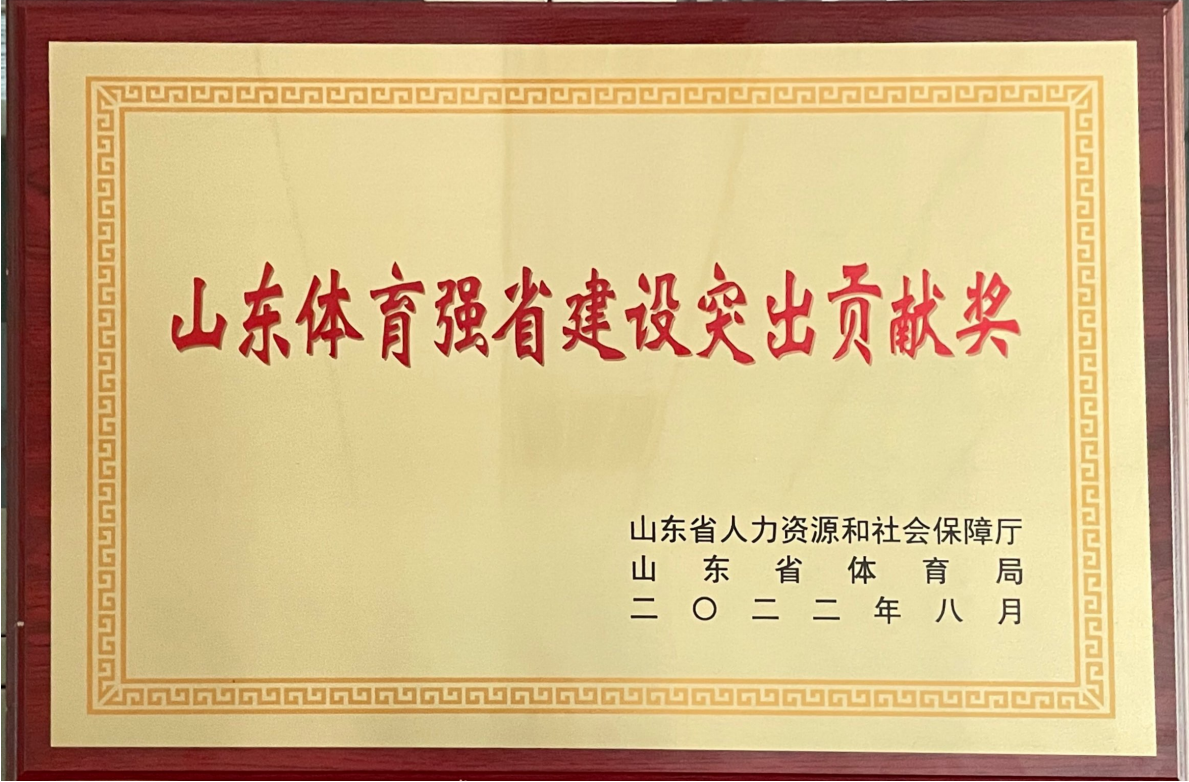 山东体育强省建设突出贡献奖
山东省人力资源和社会保障厅
山东省体育局
二〇二二年八月